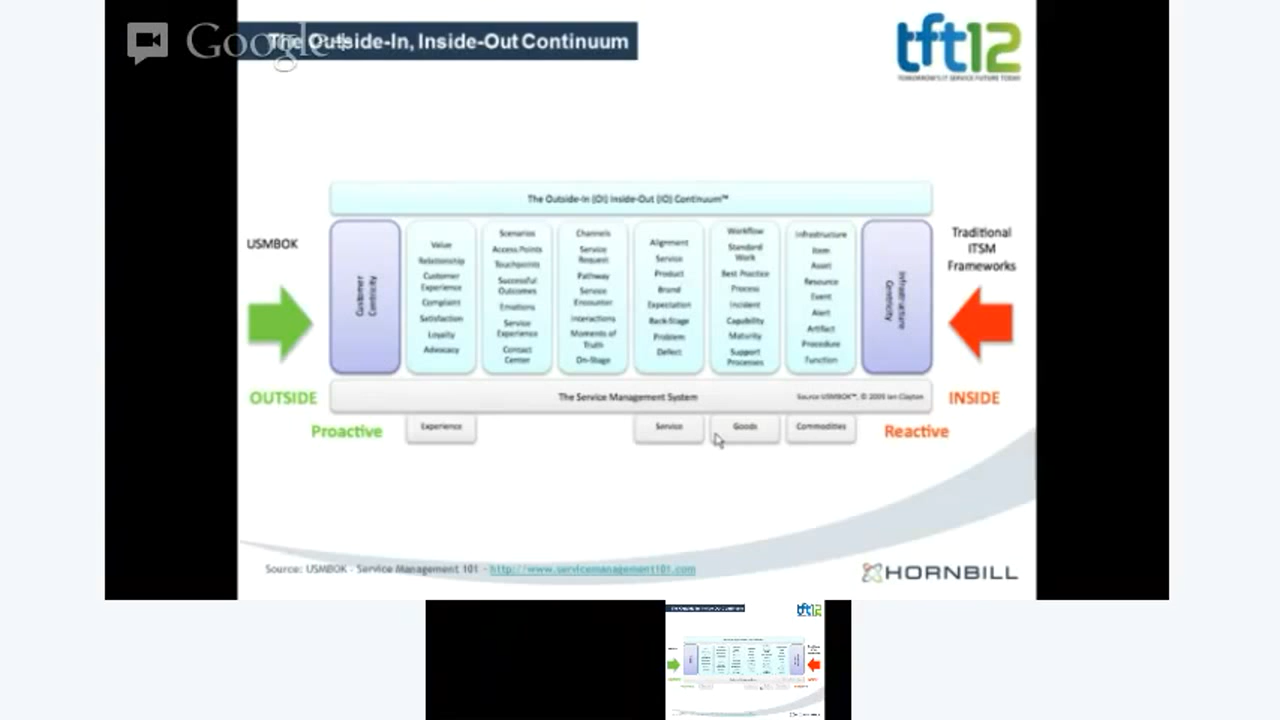 Google+
The Outside-In, Inside-Out Continuum
tft12
TOMORROW'S IT SERVICE FUTURE TODAY
The Outside-In (OI) Inside-Out (IO) Continuum™
USMBOK
Traditional
ITSM
Frameworks
Customer
Centricity
Value
Relationship
Customer
Experience
Complaint
Satisfaction
Loyalty
Advocacy
Scenarios
Access Points
Touchpoints
Successful
Outcomes
Emotions
Service
Experience
Contact
Center
Channels
Service
Request
Pathway
Service
Encounter
Interactions
Moments of
Truth
On-Stage
Alignment
Service
Product
Brand
Expectation
Back-Stage
Problem
Defect
Workflow
Standard
Work
Best Practice
Process
Incident
Capability
Maturity
Support
Processes
Infrastructure
Item
Asset
Resource
Event
Alert
Artifact
Procedure
Function
Infrastructure
Centricity
OUTSIDE
The Service Management System
Source USMBOK™, © 2005 Ian Clayton
INSIDE
Proactive
Experience
Service
Goods
Commodities
Reactive
Source: USMBOK - Service Management 101 - http://www.servicemanagement101.com
HORNBILL